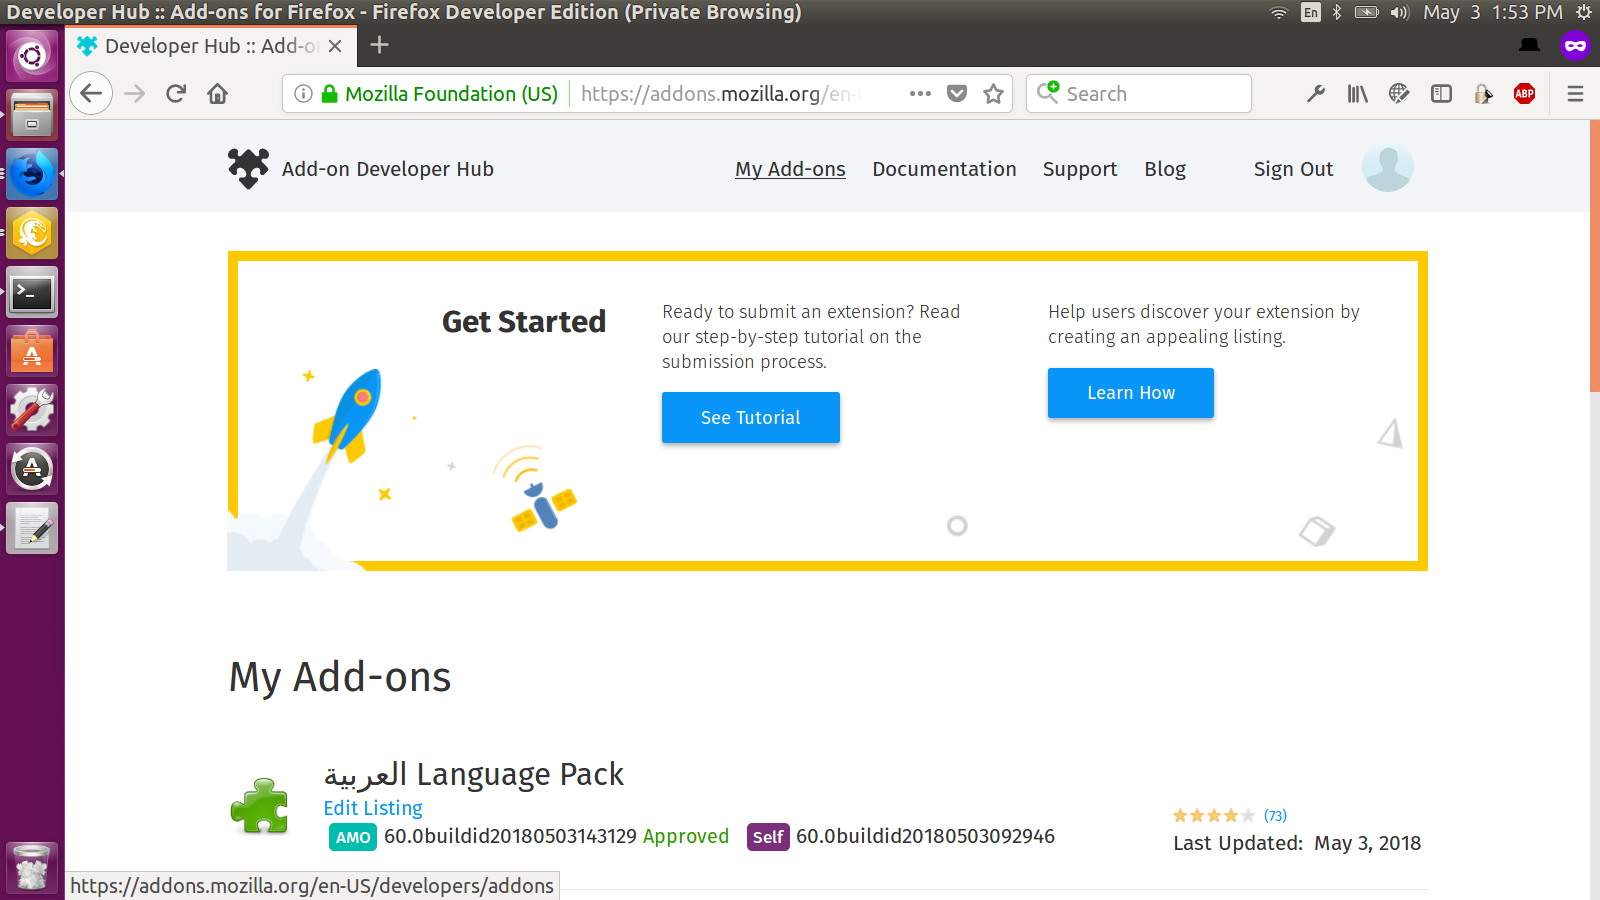 Developer Hub :: Add-ons for Firefox - Firefox Developer Edition (Private Browsing)
En
May 3 1:53 PM
Developer Hub :: Add-o
Mozilla Foundation (US)
https://addons.mozilla.org/en-
Search
ABP
Add-on Developer Hub
My Add-ons
Documentation
Support
Blog
Sign Out
Get Started
Ready to submit an extension? Read
our step-by-step tutorial on the
submission process.
See Tutorial
Help users discover your extension by
creating an appealing listing.
Learn How
My Add-ons
العربية Language Pack
Edit Listing
AMO 60.0buildid20180503143129 Approved Self 60.0buildid20180503092946
(73)
Last Updated: May 3, 2018
https://addons.mozilla.org/en-US/developers/addons